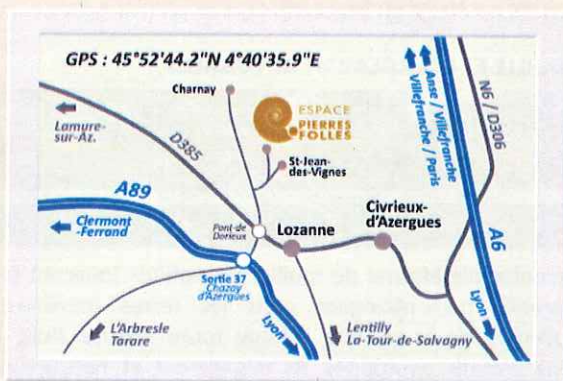 GPS : 45°52'44.2"N 4°40'35.9"E
Charnay
ESPACE
PIERRES
FOLLES
Lamure-
sur-Az.
D385
St-Jean-
des-Vignes
Anse / Villefranche
Villefranche / Paris
N6 / D306
A89
Clermont
-Ferrand
Pont-de
Dorieux
Lozanne
Civrieux-
d'Azergues
A6
Sortie 37
Chazay
d'Azergues
Lyon
L'Arbresle
Tarare
Lyon
Lentilly
La-Tour-de-Salvagny